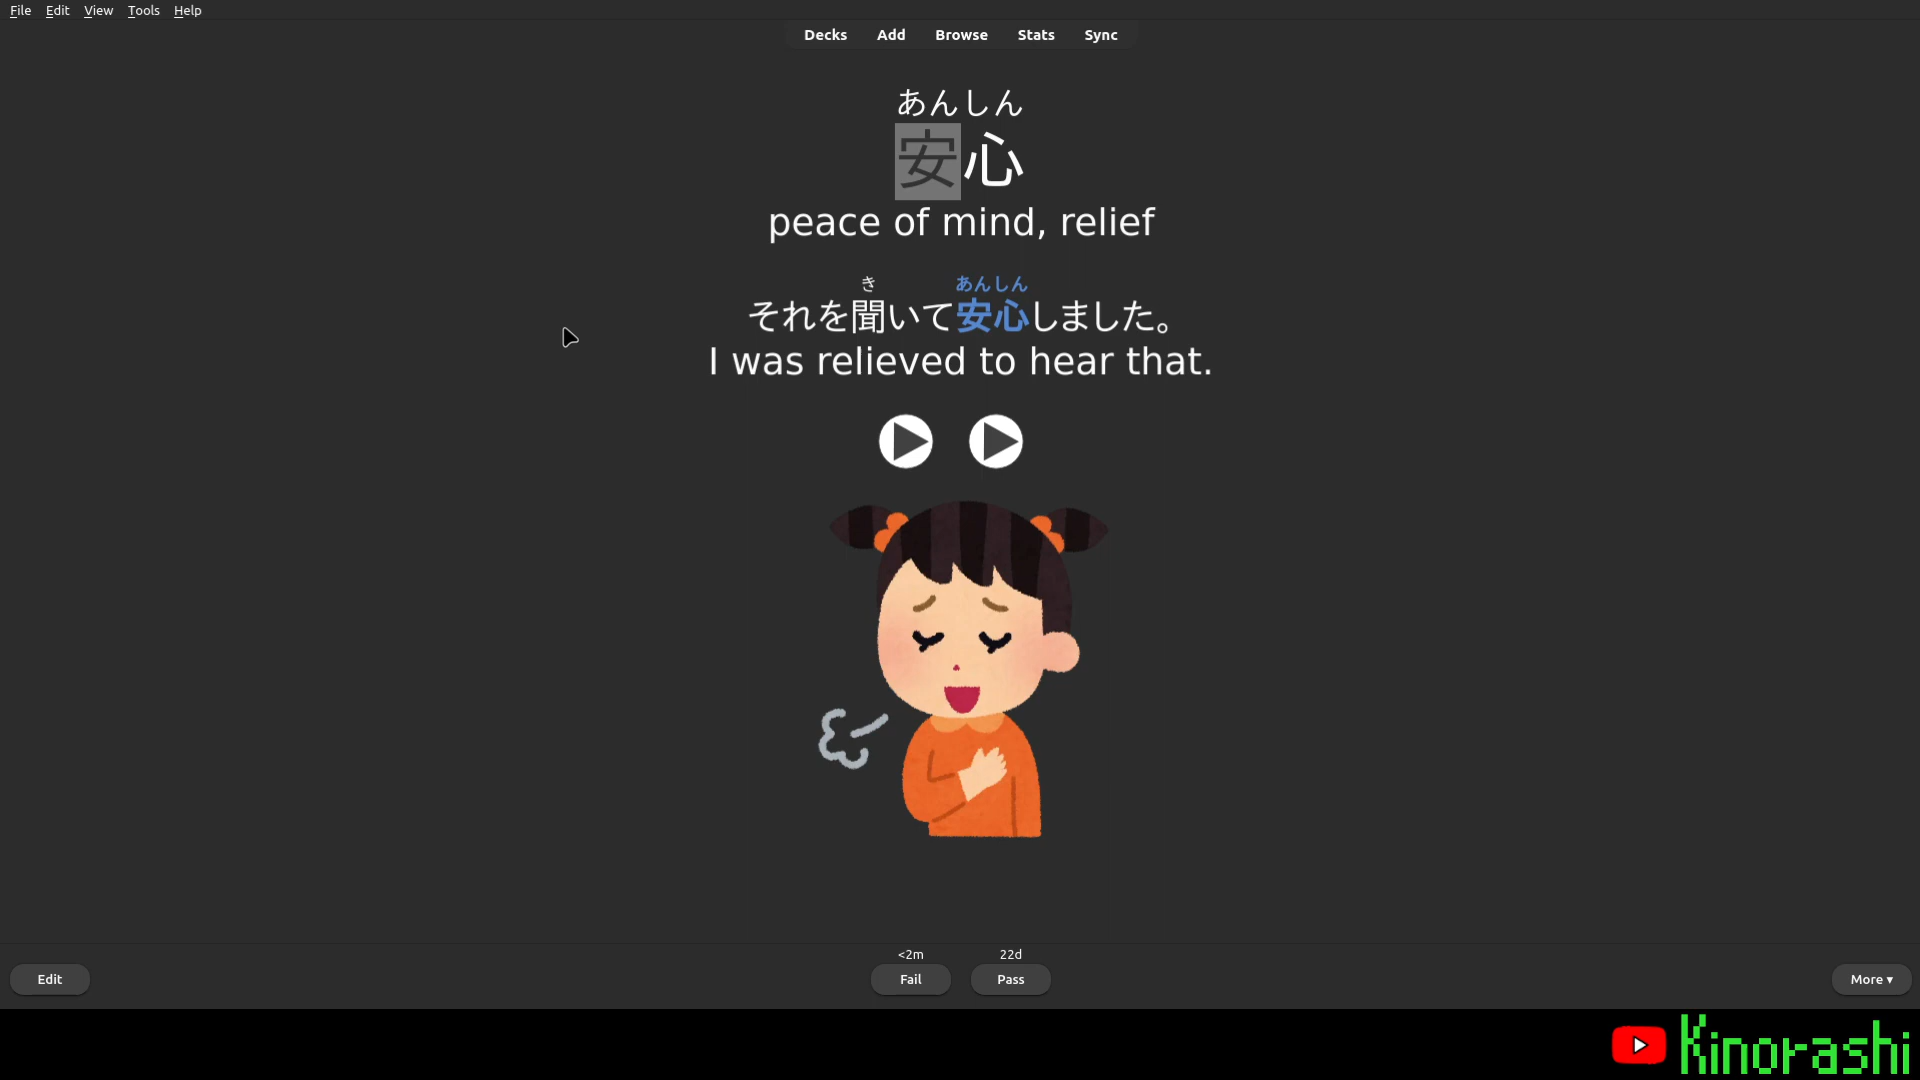 File Edit View Tools Help
Decks Add Browse Stats Sync
あんしん
安心
peace of mind, relief
き あんしん
それを聞いて安心しました。
I was relieved to hear that.
<2m 22d
Edit Fail Pass More ▾
Kinorashi